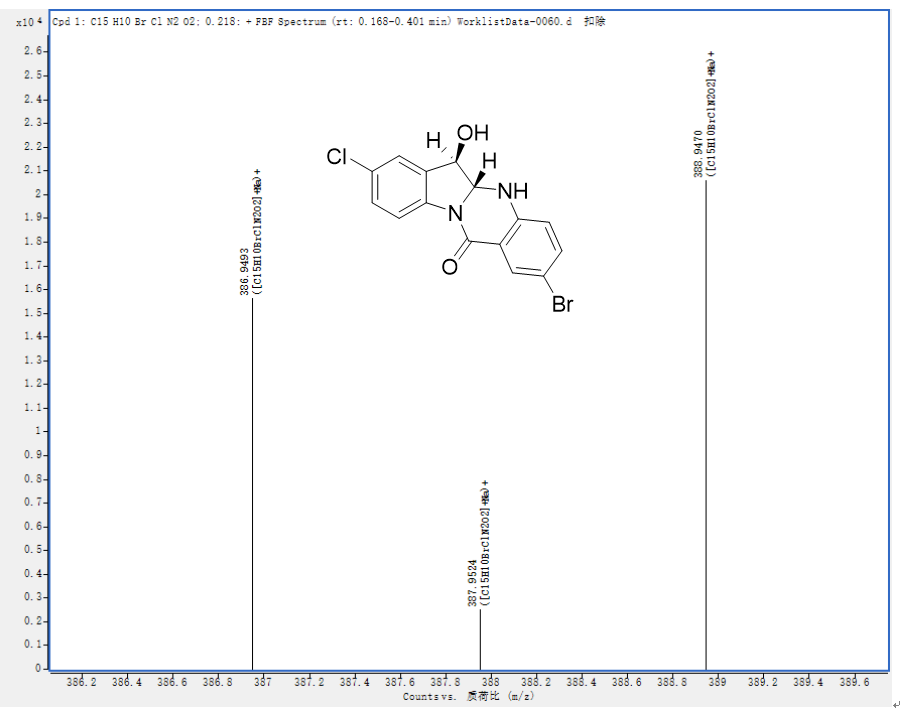 x10 4
Cpd 1: C15 H10 Br Cl N2 O2: 0.218: + FBF Spectrum (rt: 0.168-0.401 min) WorklistData-0060.d 扣除
2.6
2.5
2.4
2.3
2.2
2.1
2
1.9
1.8
1.7
1.6
1.5
1.4
1.3
1.2
1.1
1
0.9
0.8
0.7
0.6
0.5
0.4
0.3
0.2
0.1
0
386.9493
([C15H10BrClN2O2]+Na)+
387.9524
([C15H10BrClN2O2]+Na)+
388.9470
([C15H10BrClN2O2]+Na)+
H
OH
Cl
H
NH
N
O
Br
386.2 386.4 386.6 386.8 387 387.2 387.4 387.6 387.8 388 388.2 388.4 388.6 388.8 389 389.2 389.4 389.6
Counts vs. 质荷比 (m/z)